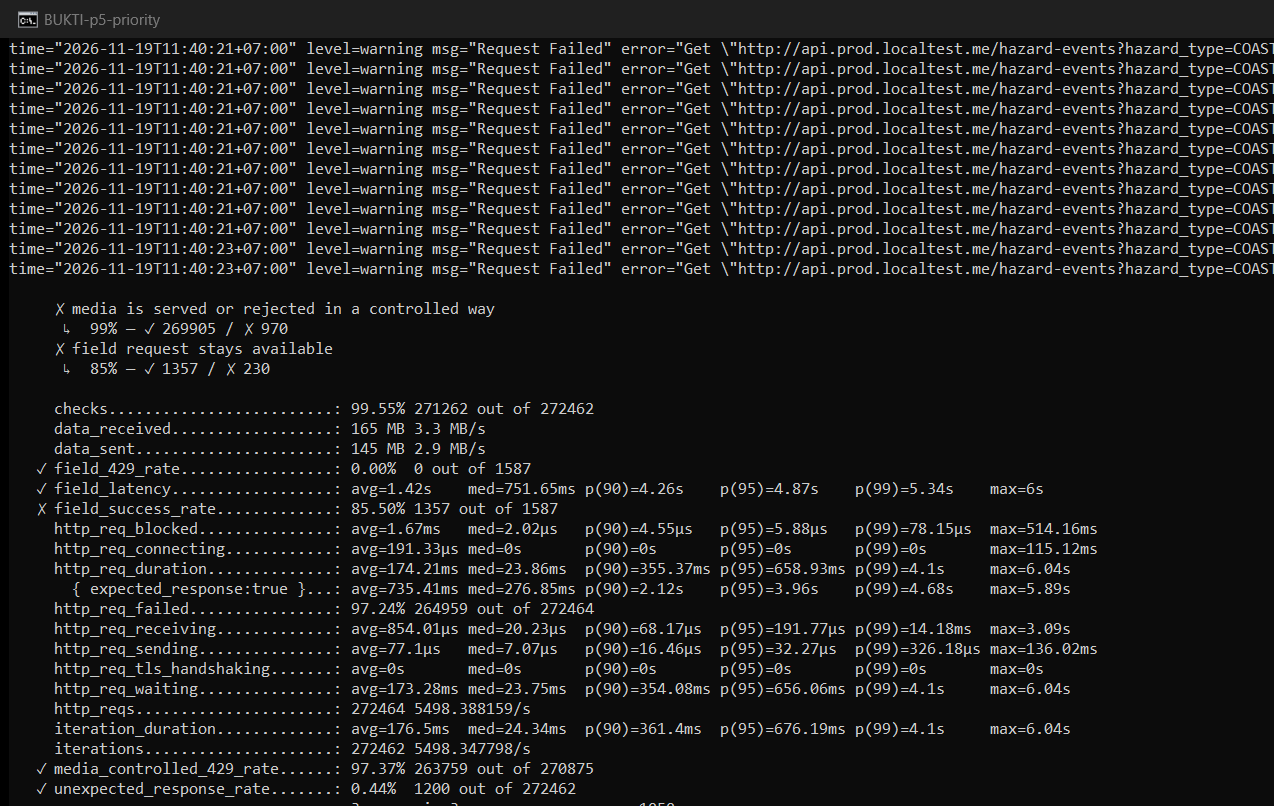 BUKTI-p5-priority
time="2026-11-19T11:40:21+07:00" level=warning msg="Request Failed" error="Get \"http://api.prod.localtest.me/hazard-events?hazard_type=COAST
time="2026-11-19T11:40:21+07:00" level=warning msg="Request Failed" error="Get \"http://api.prod.localtest.me/hazard-events?hazard_type=COAST
time="2026-11-19T11:40:21+07:00" level=warning msg="Request Failed" error="Get \"http://api.prod.localtest.me/hazard-events?hazard_type=COAST
time="2026-11-19T11:40:21+07:00" level=warning msg="Request Failed" error="Get \"http://api.prod.localtest.me/hazard-events?hazard_type=COAST
time="2026-11-19T11:40:21+07:00" level=warning msg="Request Failed" error="Get \"http://api.prod.localtest.me/hazard-events?hazard_type=COAST
time="2026-11-19T11:40:21+07:00" level=warning msg="Request Failed" error="Get \"http://api.prod.localtest.me/hazard-events?hazard_type=COAST
time="2026-11-19T11:40:21+07:00" level=warning msg="Request Failed" error="Get \"http://api.prod.localtest.me/hazard-events?hazard_type=COAST
time="2026-11-19T11:40:21+07:00" level=warning msg="Request Failed" error="Get \"http://api.prod.localtest.me/hazard-events?hazard_type=COAST
time="2026-11-19T11:40:21+07:00" level=warning msg="Request Failed" error="Get \"http://api.prod.localtest.me/hazard-events?hazard_type=COAST
time="2026-11-19T11:40:21+07:00" level=warning msg="Request Failed" error="Get \"http://api.prod.localtest.me/hazard-events?hazard_type=COAST
time="2026-11-19T11:40:23+07:00" level=warning msg="Request Failed" error="Get \"http://api.prod.localtest.me/hazard-events?hazard_type=COAST
time="2026-11-19T11:40:23+07:00" level=warning msg="Request Failed" error="Get \"http://api.prod.localtest.me/hazard-events?hazard_type=COAST
✗ media is served or rejected in a controlled way
↳  99% — ✓ 269905 / ✗ 970
✗ field request stays available
↳  85% — ✓ 1357 / ✗ 230
checks.........................: 99.55% 271262 out of 272462
data_received..................: 165 MB 3.3 MB/s
data_sent......................: 145 MB 2.9 MB/s
✓ field_429_rate.................: 0.00%  0 out of 1587
✓ field_latency..................: avg=1.42s    med=751.65ms p(90)=4.26s    p(95)=4.87s    p(99)=5.34s    max=6s
✗ field_success_rate.............: 85.50% 1357 out of 1587
http_req_blocked...............: avg=1.67ms   med=2.02µs   p(90)=4.55µs   p(95)=5.88µs   p(99)=78.15µs  max=514.16ms
http_req_connecting............: avg=191.33µs med=0s       p(90)=0s       p(95)=0s       p(99)=0s       max=115.12ms
http_req_duration..............: avg=174.21ms med=23.86ms  p(90)=355.37ms p(95)=658.93ms p(99)=4.1s     max=6.04s
{ expected_response:true }...: avg=735.41ms med=276.85ms p(90)=2.12s    p(95)=3.96s    p(99)=4.68s    max=5.89s
http_req_failed................: 97.24% 264959 out of 272464
http_req_receiving.............: avg=854.01µs med=20.23µs  p(90)=68.17µs  p(95)=191.77µs p(99)=14.18ms  max=3.09s
http_req_sending...............: avg=77.1µs   med=7.07µs   p(90)=16.46µs  p(95)=32.27µs  p(99)=326.18µs max=136.02ms
http_req_tls_handshaking.......: avg=0s       med=0s       p(90)=0s       p(95)=0s       p(99)=0s       max=0s
http_req_waiting...............: avg=173.28ms med=23.75ms  p(90)=354.08ms p(95)=656.06ms p(99)=4.1s     max=6.04s
http_reqs......................: 272464 5498.388159/s
iteration_duration.............: avg=176.5ms  med=24.34ms  p(90)=361.4ms  p(95)=676.19ms p(99)=4.1s     max=6.04s
iterations.....................: 272462 5498.347798/s
✓ media_controlled_429_rate......: 97.37% 263759 out of 270875
✓ unexpected_response_rate.......: 0.44%  1200 out of 272462